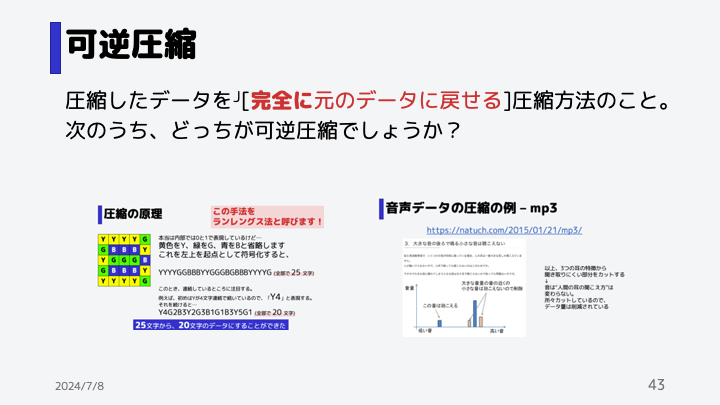 可逆圧縮
圧縮したデータを[完全に元のデータに戻せる]圧縮方法のこと。
次のうち、どっちが可逆圧縮でしょうか？
圧縮の原理
この手法を
ランレングス法と呼びます！
Y Y Y Y G
G B B B Y
Y G G G B
G B B B Y
Y Y Y Y G
本当は内部では0と1で表現しているけど…
黄色をY、緑をG、青をBと省略します
これを左上を起点として符号化すると、
YYYYGGBBBYYGGGBGBBBYYYYG (全部で 25 文字)
このとき、連続しているところに注目する。
例えば、初めはYが4文字連続で続いているので、「Y4」と表現する。
それを続けると…
Y4G2B3Y2G3B1G1B3Y5G1 (全部で 20 文字)
25文字から、20文字のデータにすることができた
音声データの圧縮の例 – mp3
https://natuch.com/2015/01/21/mp3/
3．大きな音の後ろで鳴る小さな音は聴こえない
音量
大きな音量の音の近くの
小さな音は聴こえないので削除
この音は聴こえる
低い音
高い音
以上、3つの耳の特徴から
聞き取りにくい部分をカットする
↓
音は"人間の耳の聞こえ方"は
変わらない。
所々カットしているので、
データ量は削減されている
2024/7/8
43